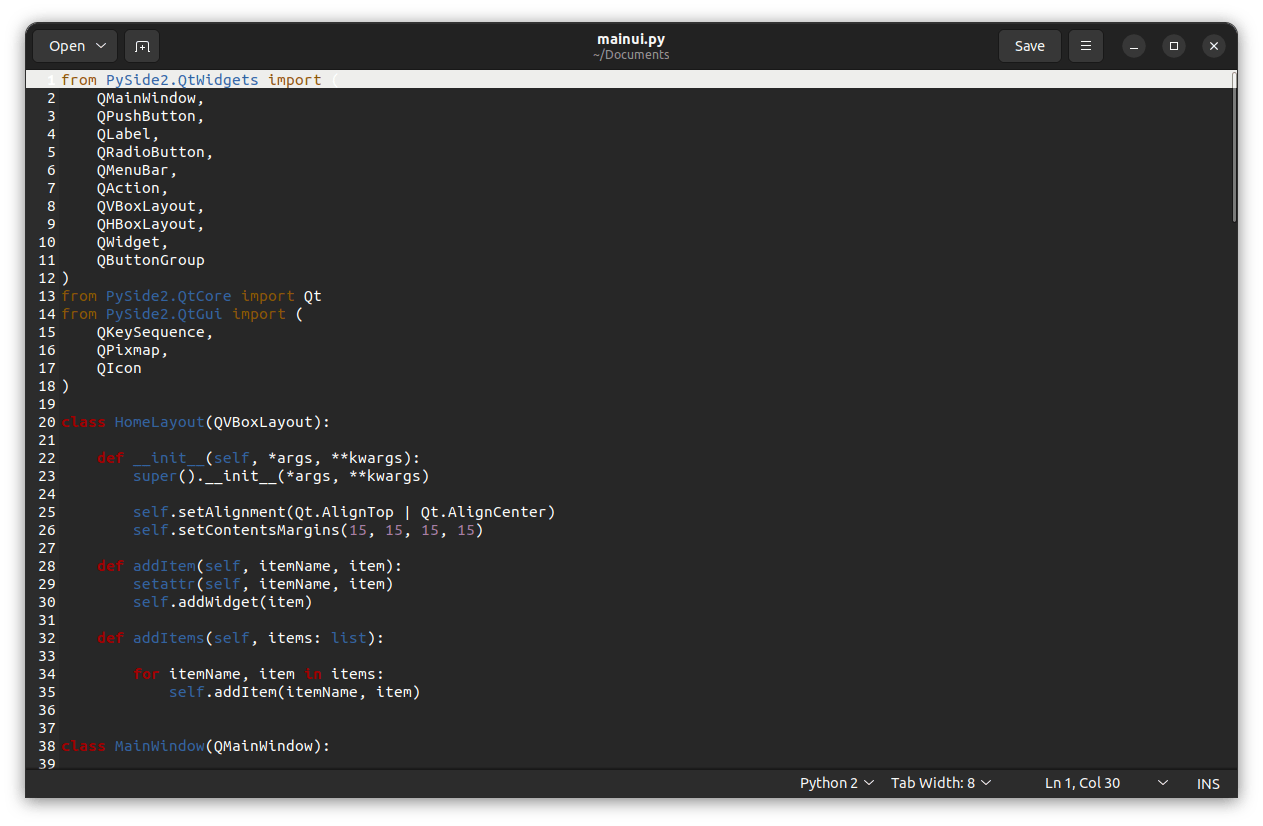 Open
mainui.py
~/Documents
Save
1 from PySide2.QtWidgets import (
2     QMainWindow,
3     QPushButton,
4     QLabel,
5     QRadioButton,
6     QMenuBar,
7     QAction,
8     QVBoxLayout,
9     QHBoxLayout,
10     QWidget,
11     QButtonGroup
12 )
13 from PySide2.QtCore import Qt
14 from PySide2.QtGui import (
15     QKeySequence,
16     QPixmap,
17     QIcon
18 )
19
20 class HomeLayout(QVBoxLayout):
21
22     def __init__(self, *args, **kwargs):
23         super().__init__(*args, **kwargs)
24
25         self.setAlignment(Qt.AlignTop | Qt.AlignCenter)
26         self.setContentsMargins(15, 15, 15, 15)
27
28     def addItem(self, itemName, item):
29         setattr(self, itemName, item)
30         self.addWidget(item)
31
32     def addItems(self, items: list):
33
34         for itemName, item in items:
35             self.addItem(itemName, item)
36
37
38 class MainWindow(QMainWindow):
39
Python 2 Tab Width: 8 Ln 1, Col 30 INS